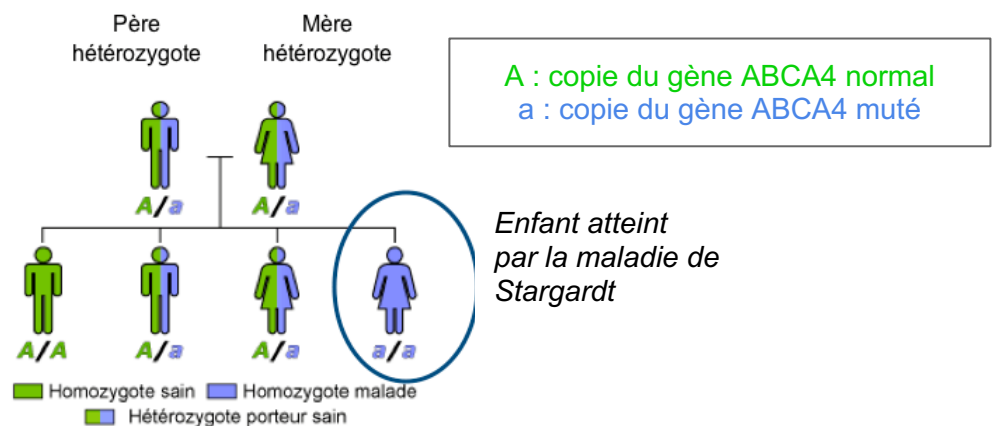 Père
hétérozygote
Mère
hétérozygote
A : copie du gène ABCA4 normal
a : copie du gène ABCA4 muté
A/a
A/a
Enfant atteint
par la maladie de
Stargardt
A/A
A/a
A/a
a/a
Homozygote sain
Homozygote malade
Hétérozygote porteur sain